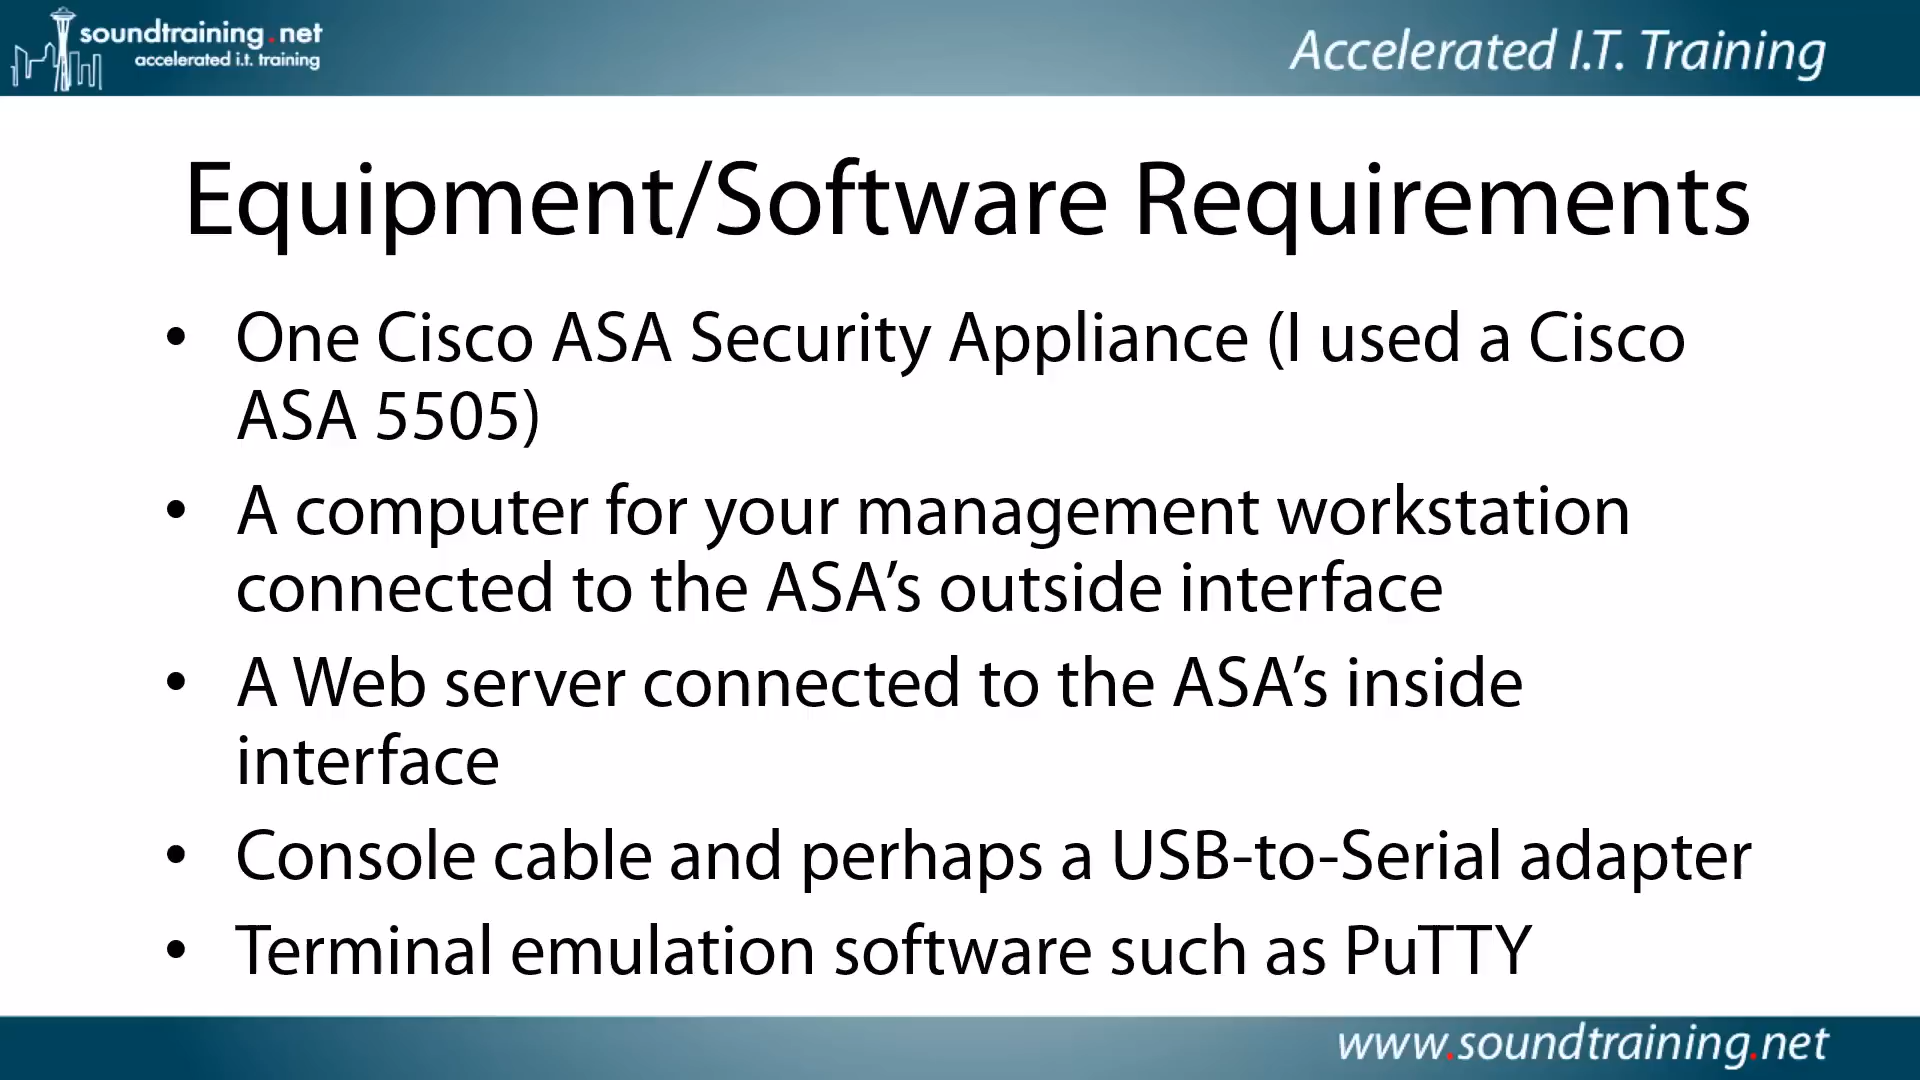 soundtraining.net
accelerated i.t. training
Accelerated I.T. Training
Equipment/Software Requirements
• One Cisco ASA Security Appliance (I used a Cisco
ASA 5505)
• A computer for your management workstation
connected to the ASA’s outside interface
• A Web server connected to the ASA’s inside
interface
• Console cable and perhaps a USB-to-Serial adapter
• Terminal emulation software such as PuTTY
www.soundtraining.net